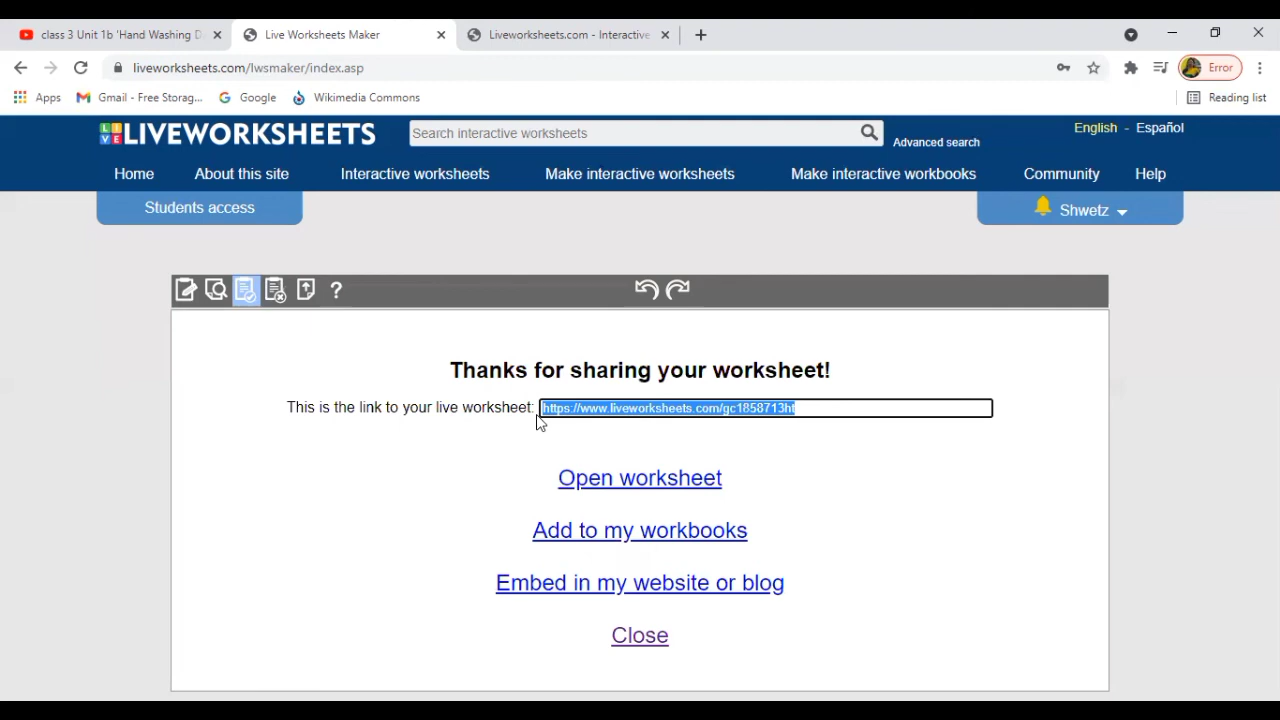 class 3 Unit 1b 'Hand Washing D
Live Worksheets Maker
Liveworksheets.com - Interactive
liveworksheets.com/lwsmaker/index.asp
Error
Apps
Gmail - Free Storag...
Google
Wikimedia Commons
Reading list
LIVE
LIVEWORKSHEETS
Search interactive worksheets
Advanced search
English - Español
Home
About this site
Interactive worksheets
Make interactive worksheets
Make interactive workbooks
Community
Help
Students access
Shwetz
?
Thanks for sharing your worksheet!
This is the link to your live worksheet: https://www.liveworksheets.com/gc1858713ht
Open worksheet
Add to my workbooks
Embed in my website or blog
Close